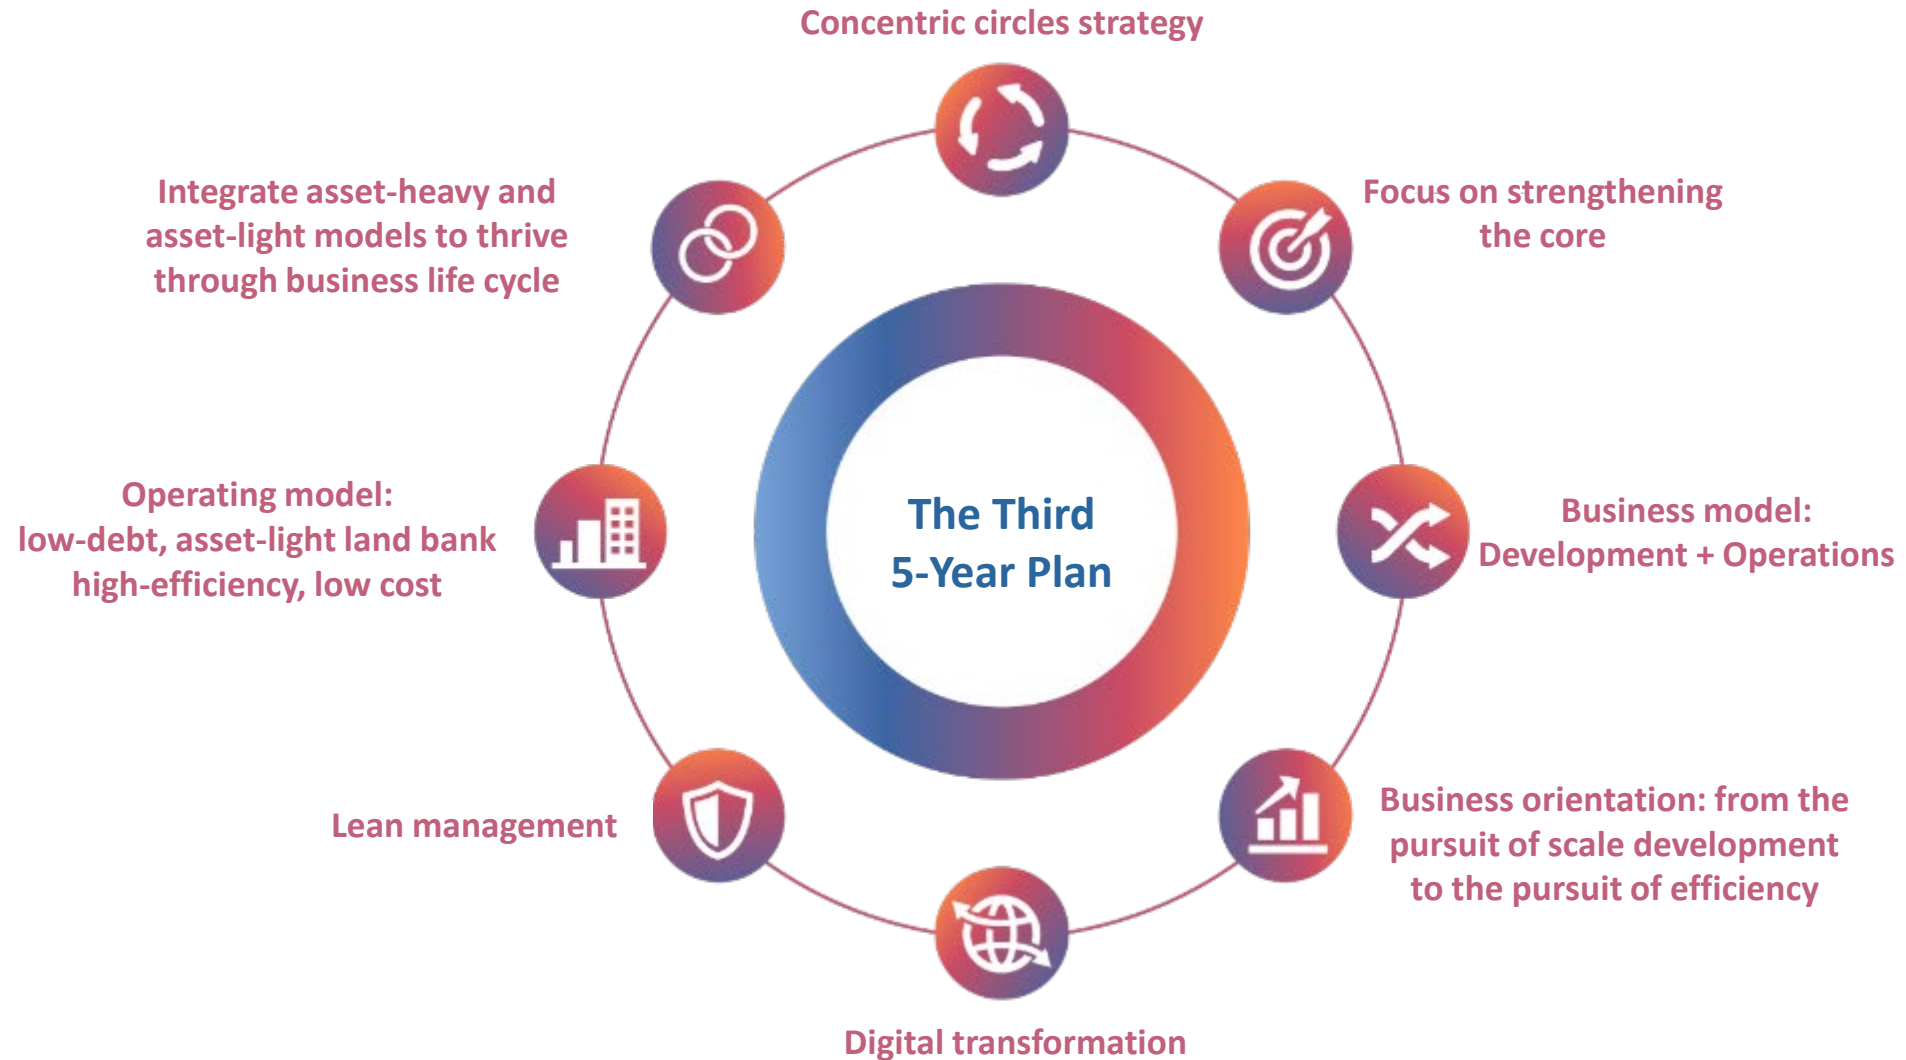 Concentric circles strategy
Focus on strengthening
the core
Business model:
Development + Operations
Business orientation: from the
pursuit of scale development
to the pursuit of efficiency
Digital transformation
Lean management
Operating model:
low-debt, asset-light land bank
high-efficiency, low cost
Integrate asset-heavy and
asset-light models to thrive
through business life cycle
The Third
5-Year Plan